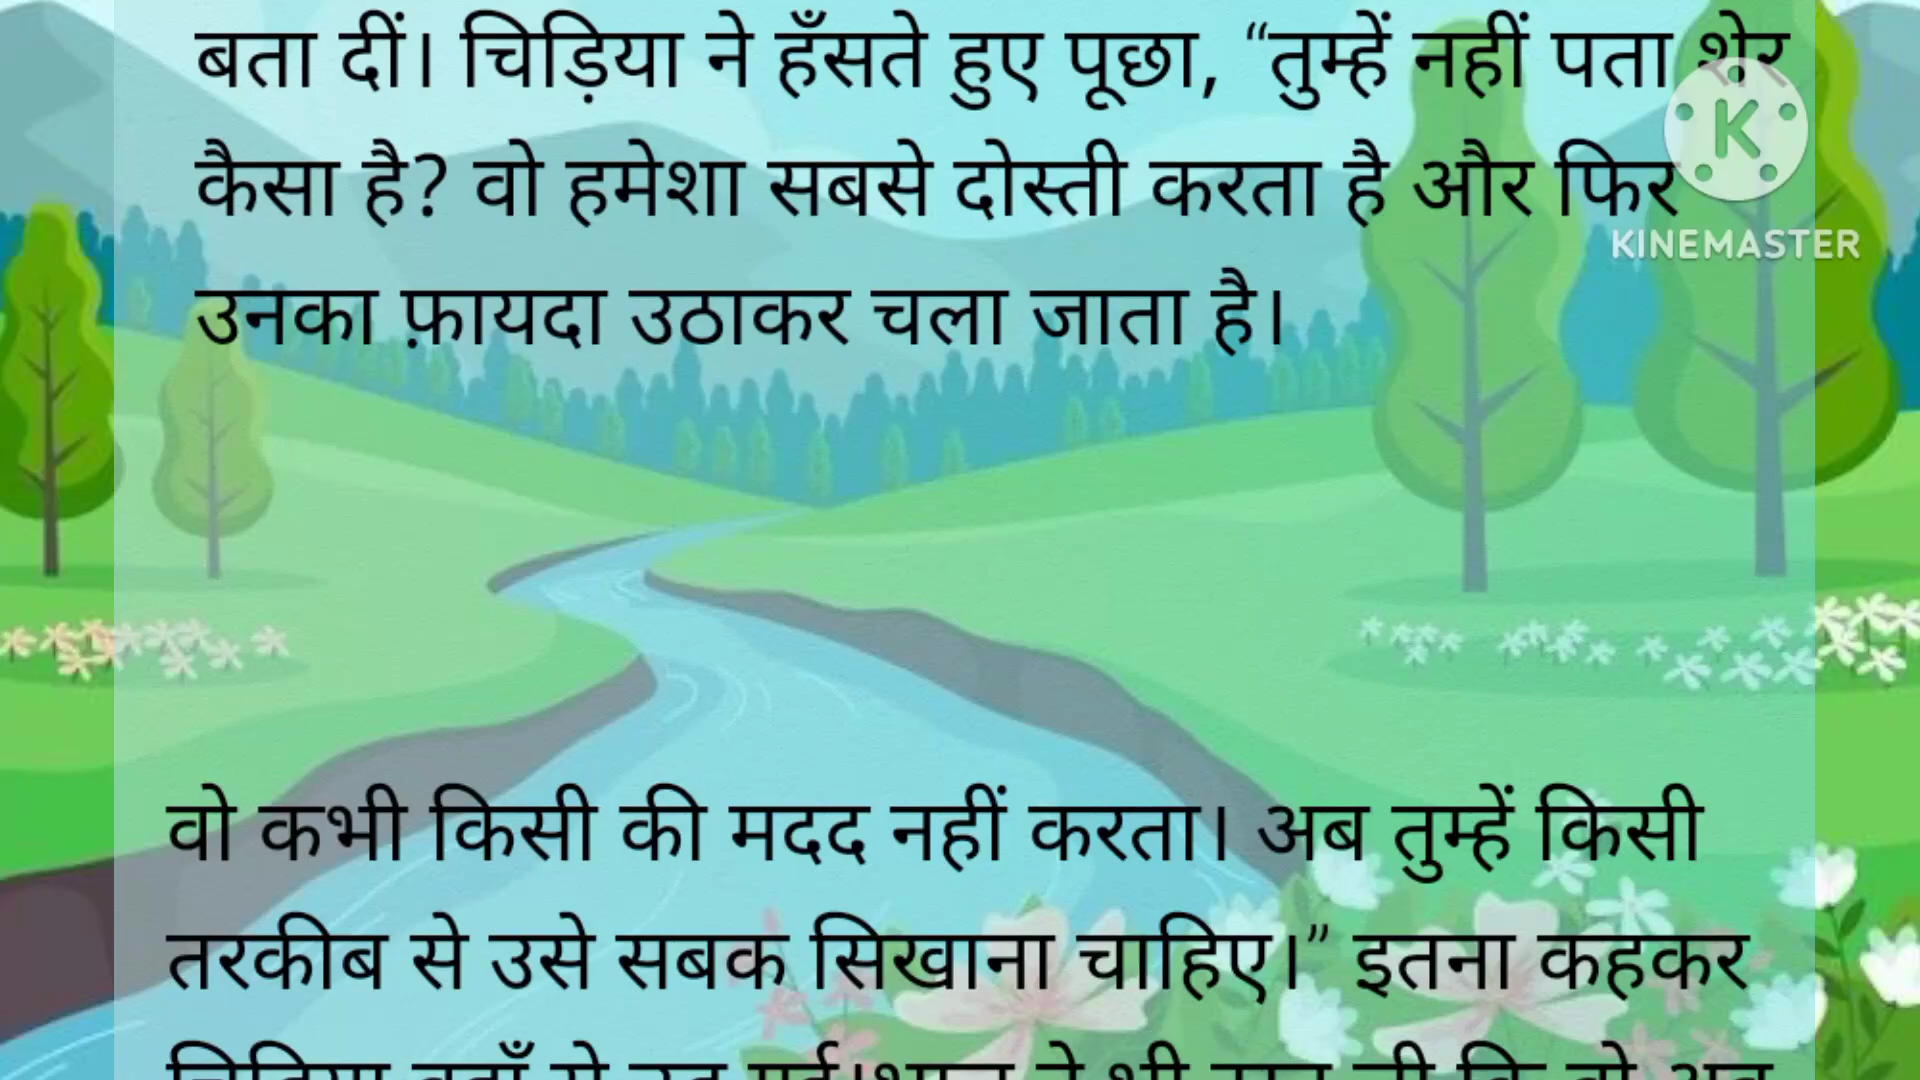 बता दीं। चिड़िया ने हँसते हुए पूछा, “तुम्हें नहीं पता शेर
कैसा है? वो हमेशा सबसे दोस्ती करता है और फिर
उनका फ़ायदा उठाकर चला जाता है।
K
KINEMASTER
वो कभी किसी की मदद नहीं करता। अब तुम्हें किसी
तरकीब से उसे सबक सिखाना चाहिए।” इतना कहकर